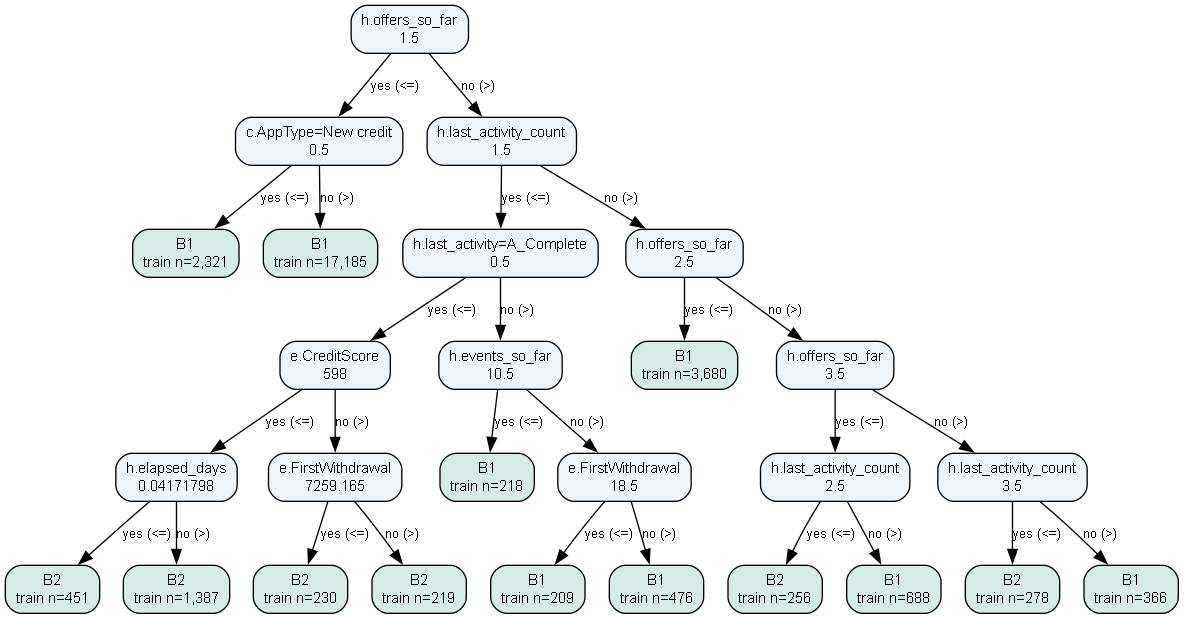 h.offers_so_far
1.5
yes (<=)
no (>)
c.AppType=New credit
0.5
h.last_activity_count
1.5
yes (<=)
no (>)
yes (<=)
no (>)
B1
train n=2,321
B1
train n=17,185
h.last_activity=A_Complete
0.5
h.offers_so_far
2.5
yes (<=)
no (>)
yes (<=)
no (>)
e.CreditScore
598
h.events_so_far
10.5
B1
train n=3,680
h.offers_so_far
3.5
yes (<=)
no (>)
yes (<=)
no (>)
yes (<=)
no (>)
h.elapsed_days
0.04171798
e.FirstWithdrawal
7259.165
B1
train n=218
e.FirstWithdrawal
18.5
h.last_activity_count
2.5
h.last_activity_count
3.5
yes (<=)
no (>)
yes (<=)
no (>)
yes (<=)
no (>)
yes (<=)
no (>)
yes (<=)
no (>)
B2
train n=451
B2
train n=1,387
B2
train n=230
B2
train n=219
B1
train n=209
B1
train n=476
B2
train n=256
B1
train n=688
B2
train n=278
B1
train n=366